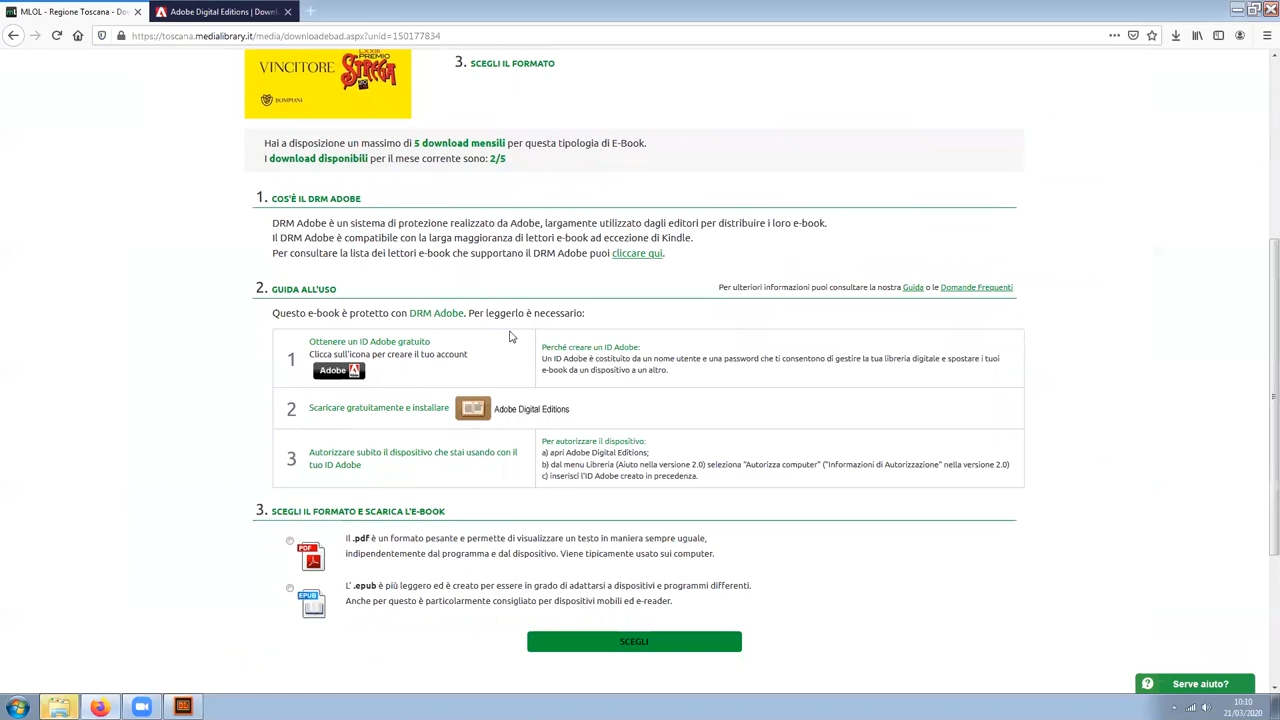 MLOL - Regione Toscana - Do
Adobe Digital Editions | Downl
https://toscana.medialibrary.it/media/downloadebad.aspx?unid=150177834
LXXIII PREMIO
VINCITORE STREGA
BOMPIANI
3. SCEGLI IL FORMATO
Hai a disposizione un massimo di 5 download mensili per questa tipologia di E-Book.
I download disponibili per il mese corrente sono: 2/5
1. COS'È IL DRM ADOBE
DRM Adobe è un sistema di protezione realizzato da Adobe, largamente utilizzato dagli editori per distribuire i loro e-book.
Il DRM Adobe è compatibile con la larga maggioranza di lettori e-book ad eccezione di Kindle.
Per consultare la lista dei lettori e-book che supportano il DRM Adobe puoi cliccare qui.
2. GUIDA ALL'USO
Per ulteriori informazioni puoi consultare la nostra Guida o le Domande Frequenti
Questo e-book è protetto con DRM Adobe. Per leggerlo è necessario:
1
Ottenere un ID Adobe gratuito
Clicca sull'icona per creare il tuo account
Adobe
Perché creare un ID Adobe:
Un ID Adobe è costituito da un nome utente e una password che ti consentono di gestire la tua libreria digitale e spostare i tuoi
e-book da un dispositivo a un altro.
2 Scaricare gratuitamente e installare Adobe Digital Editions
3
Autorizzare subito il dispositivo che stai usando con il
tuo ID Adobe
Per autorizzare il dispositivo:
a) apri Adobe Digital Editions;
b) dal menu Libreria (Aiuto nella versione 2.0) seleziona "Autorizza computer" ("Informazioni di Autorizzazione" nella versione 2.0)
c) inserisci l'ID Adobe creato in precedenza.
3. SCEGLI IL FORMATO E SCARICA L'E-BOOK
PDF
Il .pdf è un formato pesante e permette di visualizzare un testo in maniera sempre uguale,
indipendentemente dal programma e dal dispositivo. Viene tipicamente usato sui computer.
EPUB
L' .epub è più leggero ed è creato per essere in grado di adattarsi a dispositivi e programmi differenti.
Anche per questo è particolarmente consigliato per dispositivi mobili ed e-reader.
SCEGLI
Serve aiuto?
10:10
21/03/2020